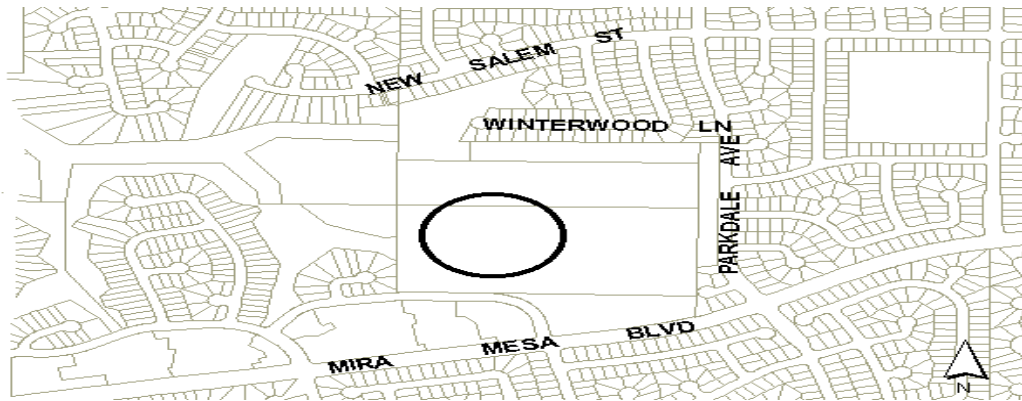 NEW SALEM ST
WINTERWOOD LN
PARKDALE AVE
MIRA MESA BLVD
N